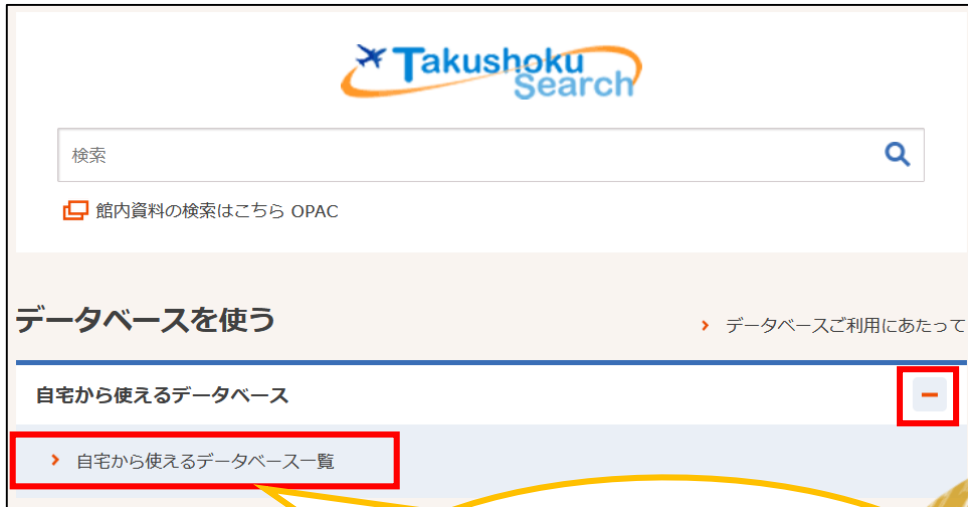 Takushoku
Search
検索
館内資料の検索はこちら OPAC
データベースを使う
データベースご利用にあたって
自宅から使えるデータベース
自宅から使えるデータベース一覧